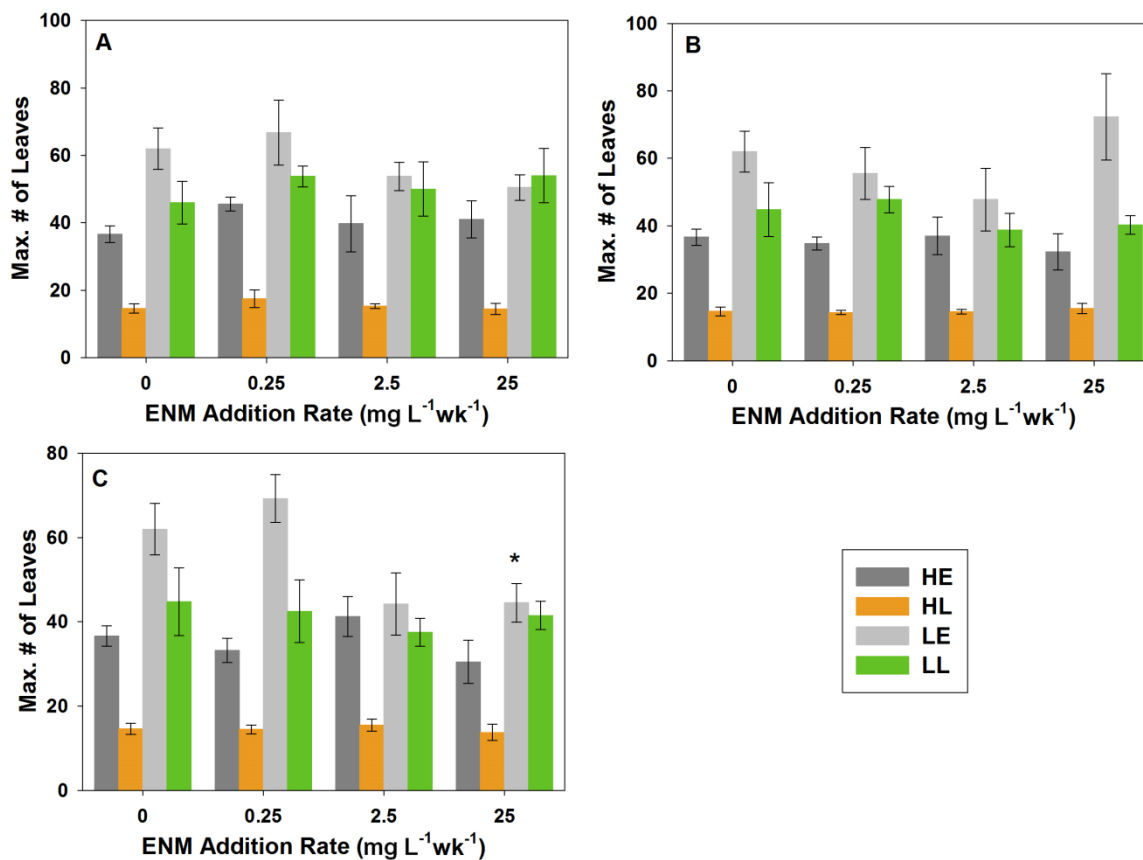 A
Max. # of Leaves
100
80
60
40
20
0
0 0.25 2.5 25
ENM Addition Rate (mg L⁻¹wk⁻¹)
B
Max. # of Leaves
100
80
60
40
20
0
0 0.25 2.5 25
ENM Addition Rate (mg L⁻¹wk⁻¹)
C
Max. # of Leaves
80
60
40
20
0
*
0 0.25 2.5 25
ENM Addition Rate (mg L⁻¹wk⁻¹)
HE
HL
LE
LL